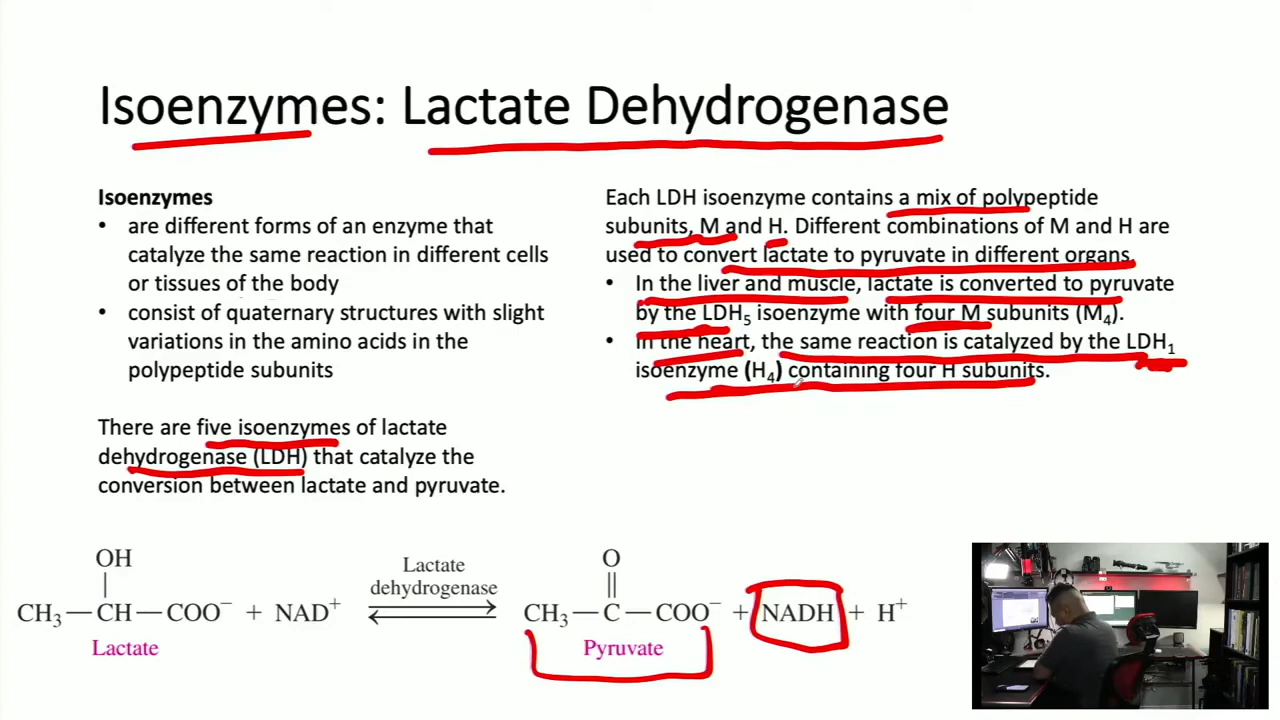 Isoenzymes: Lactate Dehydrogenase
Isoenzymes
• are different forms of an enzyme that
catalyze the same reaction in different cells
or tissues of the body
• consist of quaternary structures with slight
variations in the amino acids in the
polypeptide subunits
There are five isoenzymes of lactate
dehydrogenase (LDH) that catalyze the
conversion between lactate and pyruvate.
Each LDH isoenzyme contains a mix of polypeptide
subunits, M and H. Different combinations of M and H are
used to convert lactate to pyruvate in different organs.
• In the liver and muscle, lactate is converted to pyruvate
by the LDH₅ isoenzyme with four M subunits (M₄).
• In the heart, the same reaction is catalyzed by the LDH₁
isoenzyme (H₄) containing four H subunits.
OH
CH₃—CH—COO⁻ + NAD⁺
Lactate
Lactate
dehydrogenase
O
CH₃—C—COO⁻ + NADH + H⁺
Pyruvate